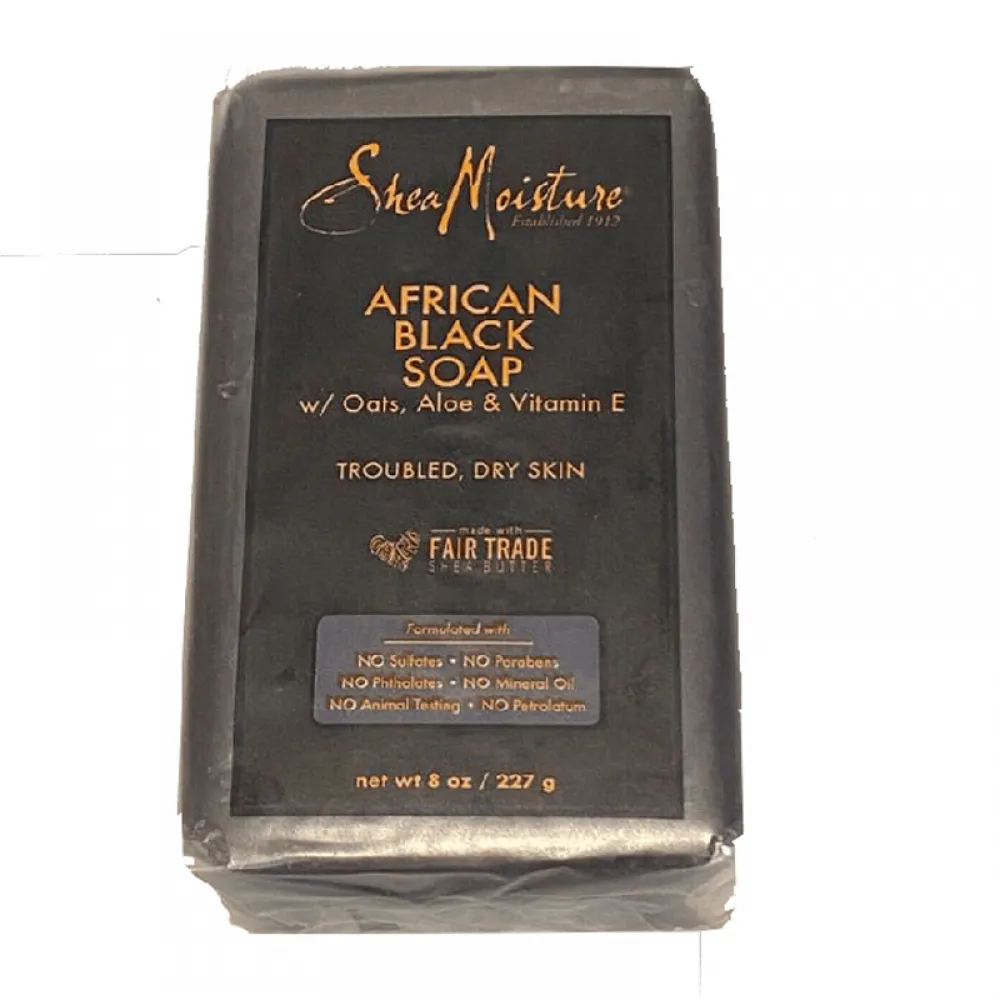 Shea Moisture
Established 1912
AFRICAN
BLACK
SOAP
w/ Oats, Aloe & Vitamin E
TROUBLED, DRY SKIN
made with
FAIR TRADE
SHEA BUTTER
Formulated with
NO Sulfates • NO Parabens
NO Phthalates • NO Mineral Oil
NO Animal Testing • NO Petrolatum
net wt 8 oz / 227 g